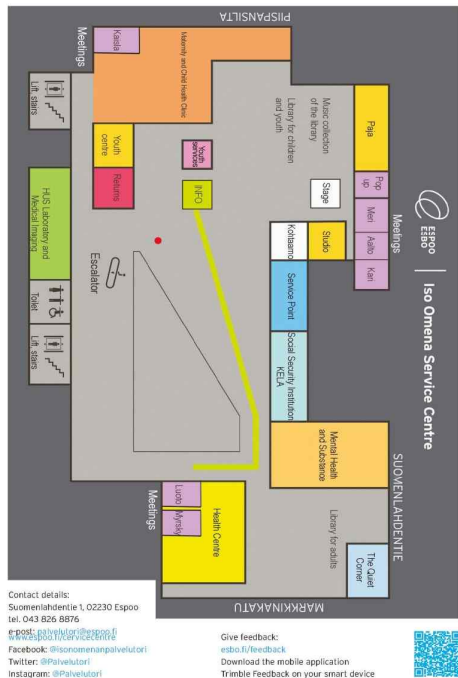 PIISPANSILTA
Meetings
Kaisla
Maternity and Child Health Clinic
Lift, stairs
Youth
centre
Returns
Youth
services
INFO
Music collection
of the library
Library for children
and youth
Stage
Paja
Pop
up
Meri
Aalto
Kari
Meetings
ESPOO
ESBO
Iso Omena Service Centre
HUS Laboratory and
Medical Imaging
Toilet
Lift, stairs
Escalator
Kohtaamo
Studio
Service Point
Social Security Institution
KELA
Mental Health
and Substance
SUOMENLAHDENTIE
Meetings
Luoto
Myrsky
Health Centre
Library for adults
The Quiet
Corner
MARKKINAKATU
Contact details:
Suomenlahdentie 1, 02230 Espoo
tel. 043 826 8876
e-post: palvelutori@espoo.fi
www.espoo.fi/cervicecentre
Facebook: @isonomenanpalvelutori
Twitter: @Palvelutori
Instagram: @Palvelutori
Give feedback:
esbo.fi/feedback
Download the mobile application
Trimble Feedback on your smart device